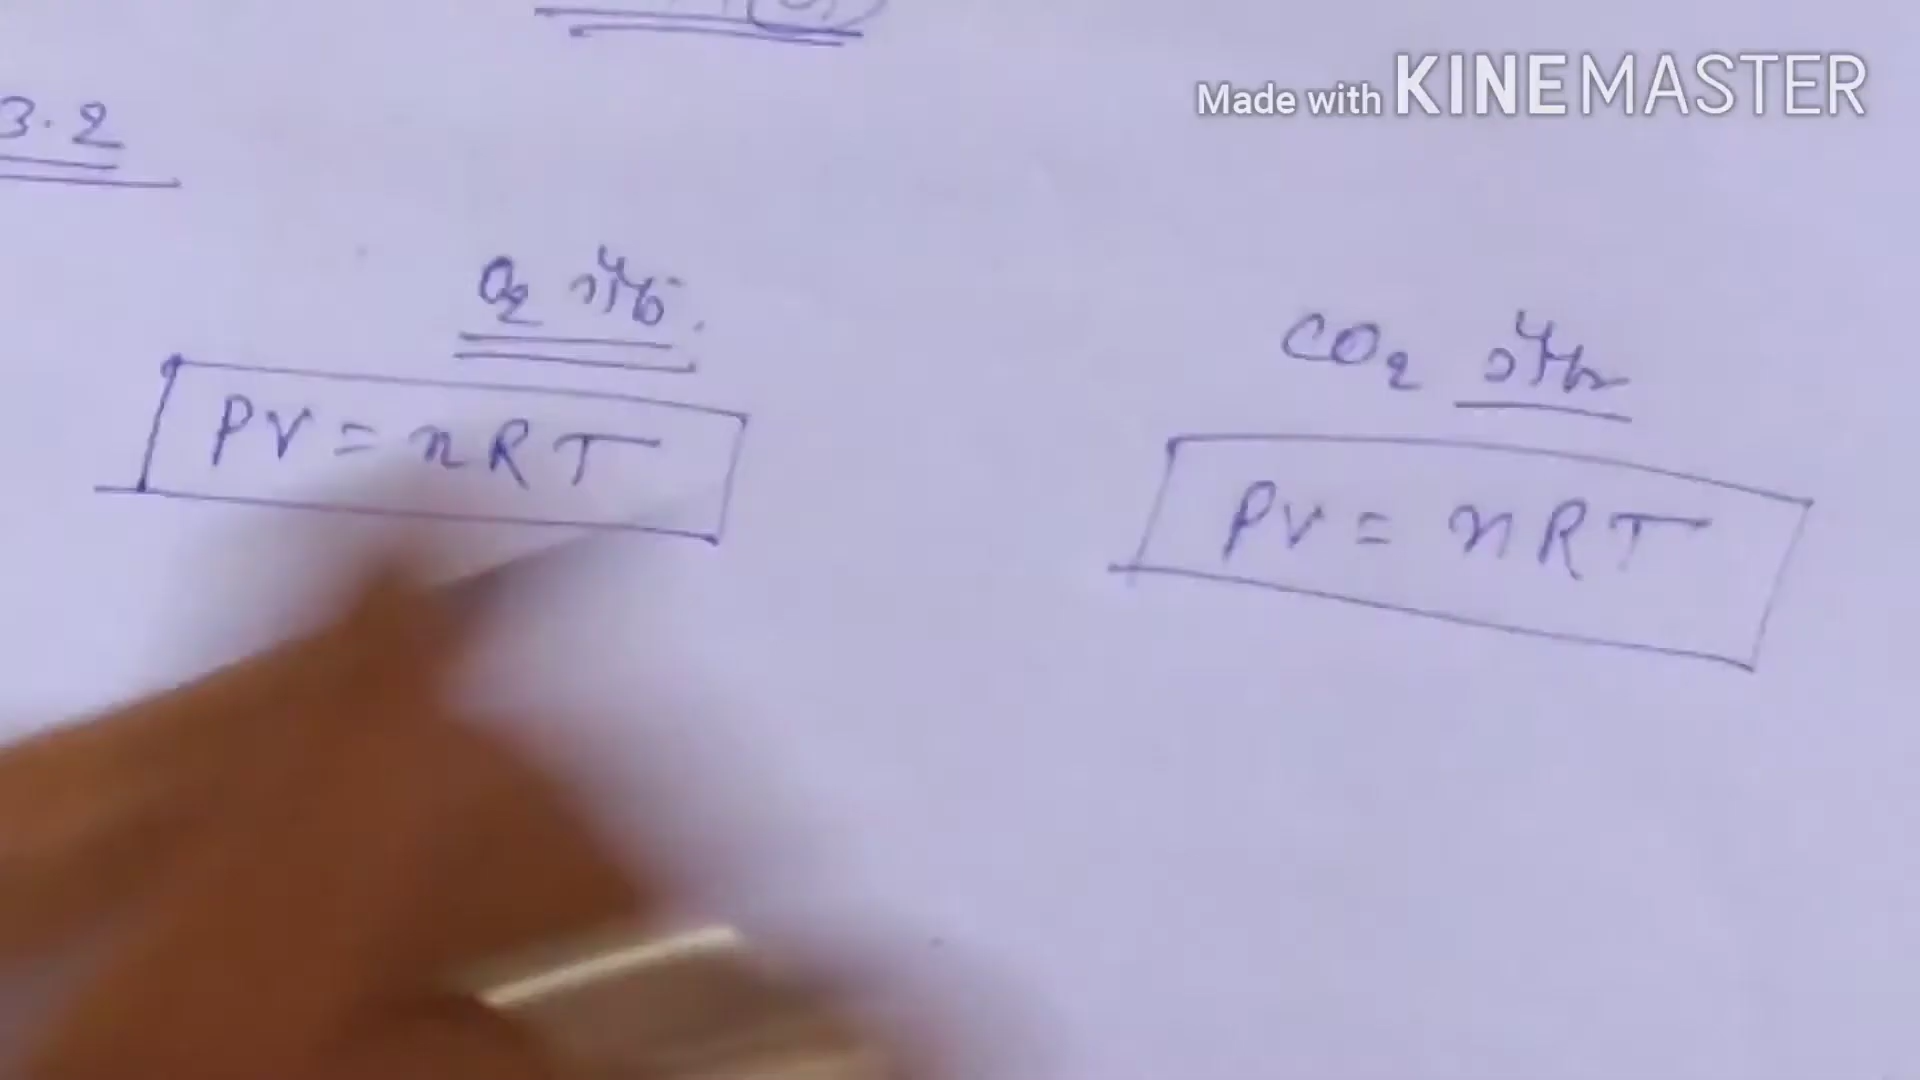 Made with KINEMASTER
3.2
O2 માટે.
CO2 માટે
PV = nRT
PV = nRT